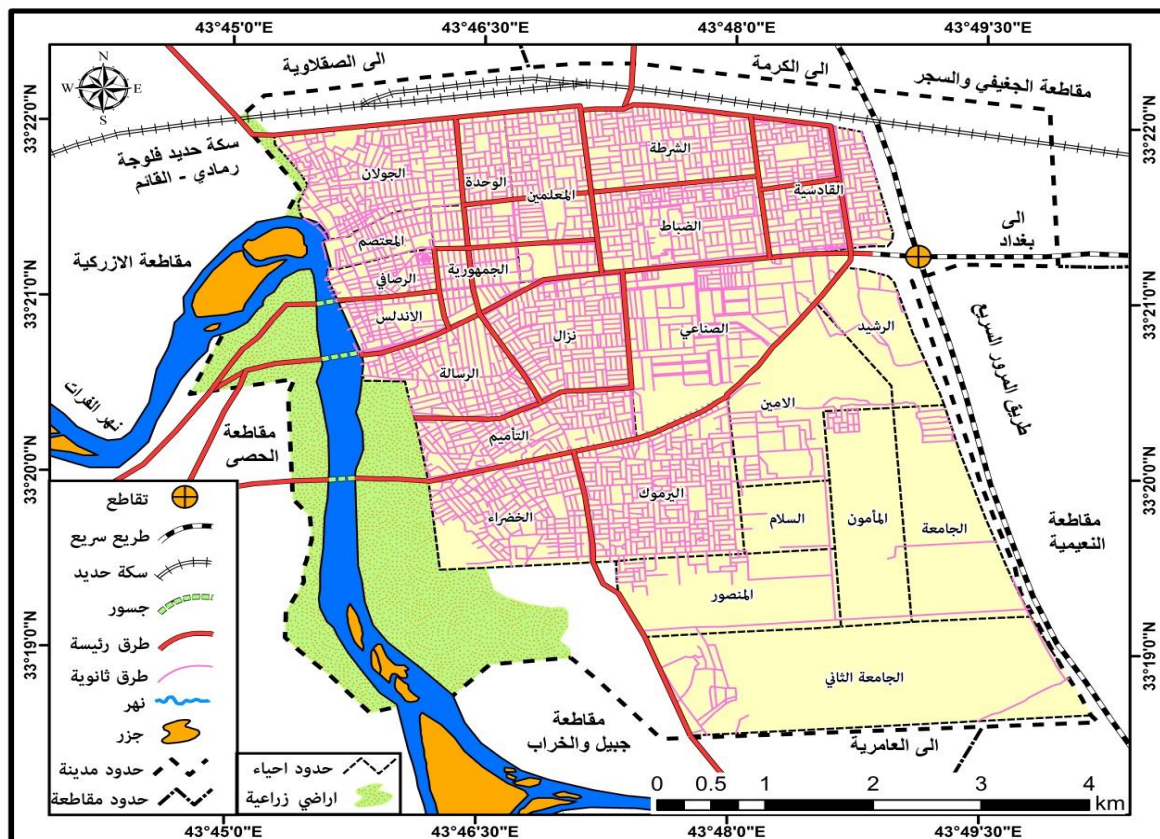 43°45'0"E 43°46'30"E 43°48'0"E 43°49'30"E
N
W E
S
الى الصقلاوية
الى الكرمة
مقاطعة الجغيفي والسجر
33°22'0"N
33°22'0"N
سكة حديد فلوجة
رمادي - القائم
الجولان
الوحدة
المعلمين
الشرطة
القادسية
الضباط
الى
بغداد
المعتصم
مقاطعة الازركية
الجمهورية
الرصافي
33°21'0"N
33°21'0"N
الاندلس
نزال
الصناعي
الرشيد
طريق المرور السريع
الرسالة
نهر الفرات
الامين
مقاطعة
الحصى
التأميم
33°20'0"N
33°20'0"N
اليرموك
الخضراء
السلام
المأمون
الجامعة
مقاطعة
النعيمية
المنصور
33°19'0"N
33°19'0"N
الجامعة الثاني
مقاطعة
جبيل والخراب
الى العامرية
تقاطع
طريع سريع
سكة حديد
جسور
طرق رئيسة
طرق ثانوية
نهر
جزر
حدود مدينة
حدود مقاطعة
حدود احياء
اراضي زراعية
0 0.5 1 2 3 4
km
43°45'0"E 43°46'30"E 43°48'0"E 43°49'30"E